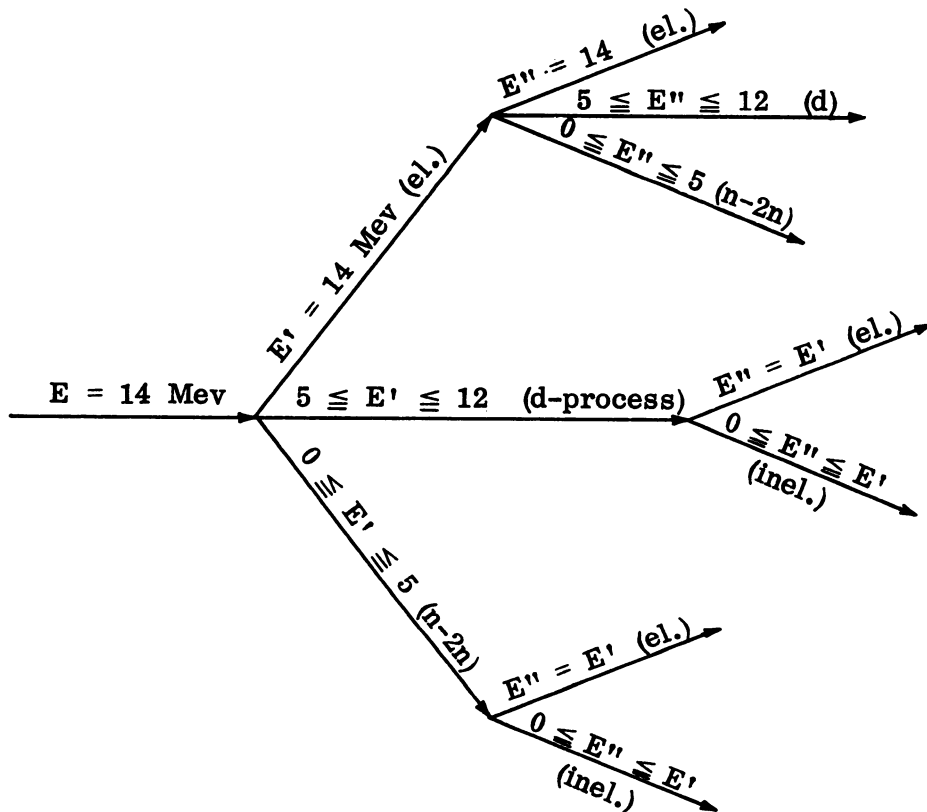 E'' = 14 (el.)
5 ≦ E'' ≦ 12 (d)
0 ≦ E'' ≦ 5 (n-2n)
E' = 14 Mev (el.)
E = 14 Mev
5 ≦ E' ≦ 12 (d-process)
E'' = E' (el.)
0 ≦ E'' ≦ E'
(inel.)
0 ≦ E' ≦ 5 (n-2n)
E'' = E' (el.)
0 ≦ E'' ≦ E'
(inel.)